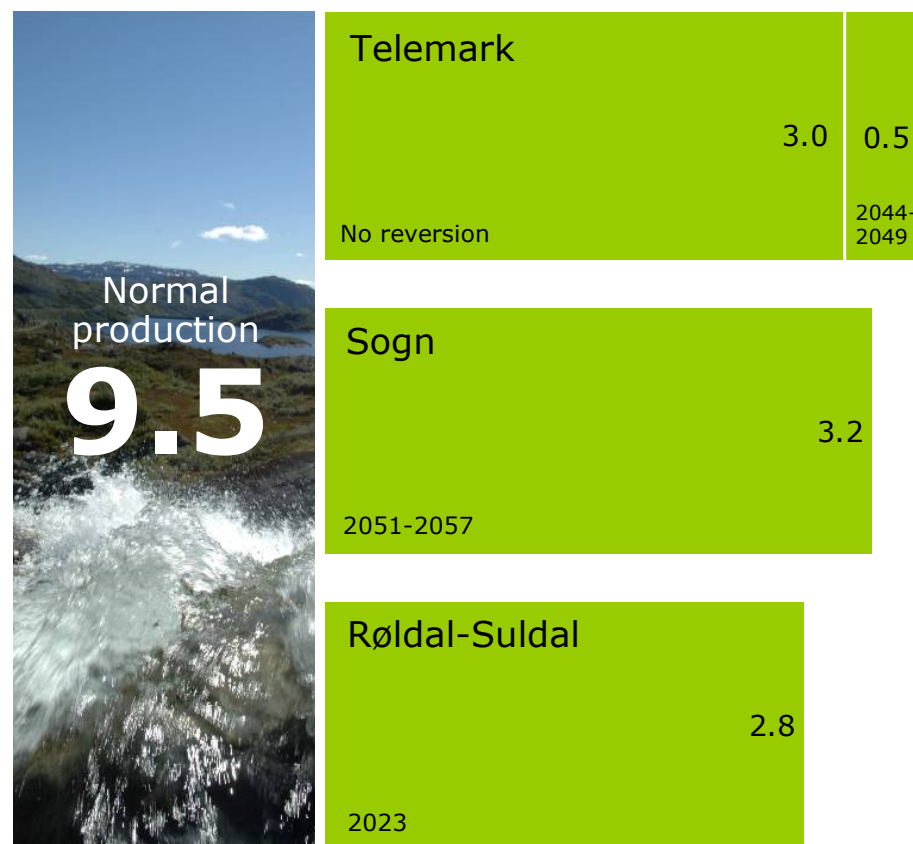 Normal
production
9.5
Telemark
3.0
0.5
No reversion
2044-
2049
Sogn
3.2
2051-2057
Røldal-Suldal
2.8
2023